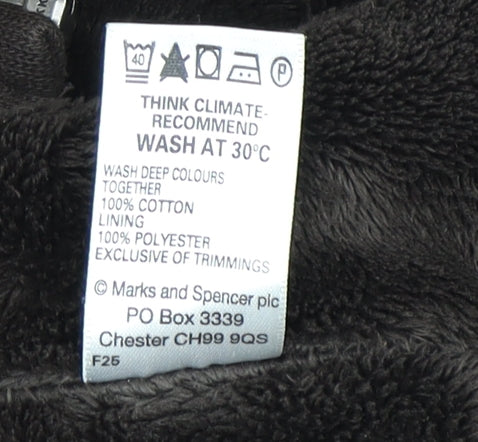 40 P
THINK CLIMATE-
RECOMMEND
WASH AT 30°C
WASH DEEP COLOURS
TOGETHER
100% COTTON
LINING
100% POLYESTER
EXCLUSIVE OF TRIMMINGS
© Marks and Spencer plc
PO Box 3339
Chester CH99 9QS
F25